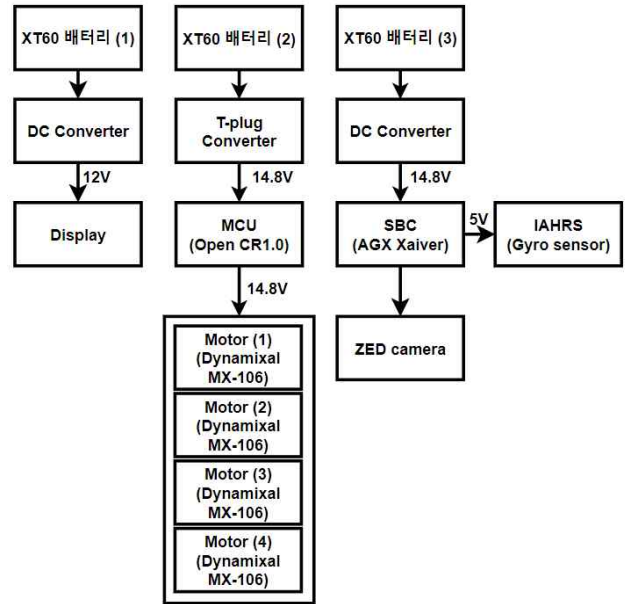 XT60 배터리 (1)
XT60 배터리 (2)
XT60 배터리 (3)
DC Converter
T-plug
Converter
DC Converter
12V
14.8V
14.8V
Display
MCU
(Open CR1.0)
SBC
(AGX Xaiver)
5V
IAHRS
(Gyro sensor)
14.8V
Motor (1)
(Dynamixal
MX-106)
Motor (2)
(Dynamixal
MX-106)
Motor (3)
(Dynamixal
MX-106)
Motor (4)
(Dynamixal
MX-106)
ZED camera